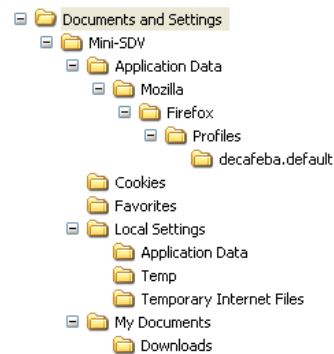 Documents and Settings
Mini-SDV
Application Data
Mozilla
Firefox
Profiles
decafeba.default
Cookies
Favorites
Local Settings
Application Data
Temp
Temporary Internet Files
My Documents
Downloads